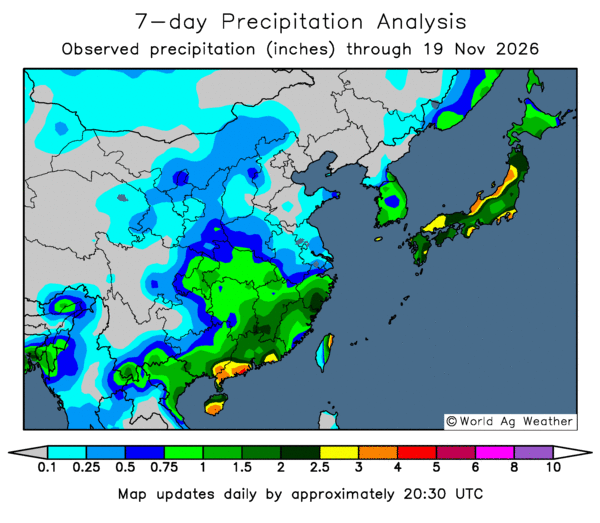 7-day Precipitation Analysis
Observed precipitation (inches) through 19 Nov 2026
© World Ag Weather
0.1 0.25 0.5 0.75 1 1.5 2 2.5 3 4 5 6 8 10
Map updates daily by approximately 20:30 UTC